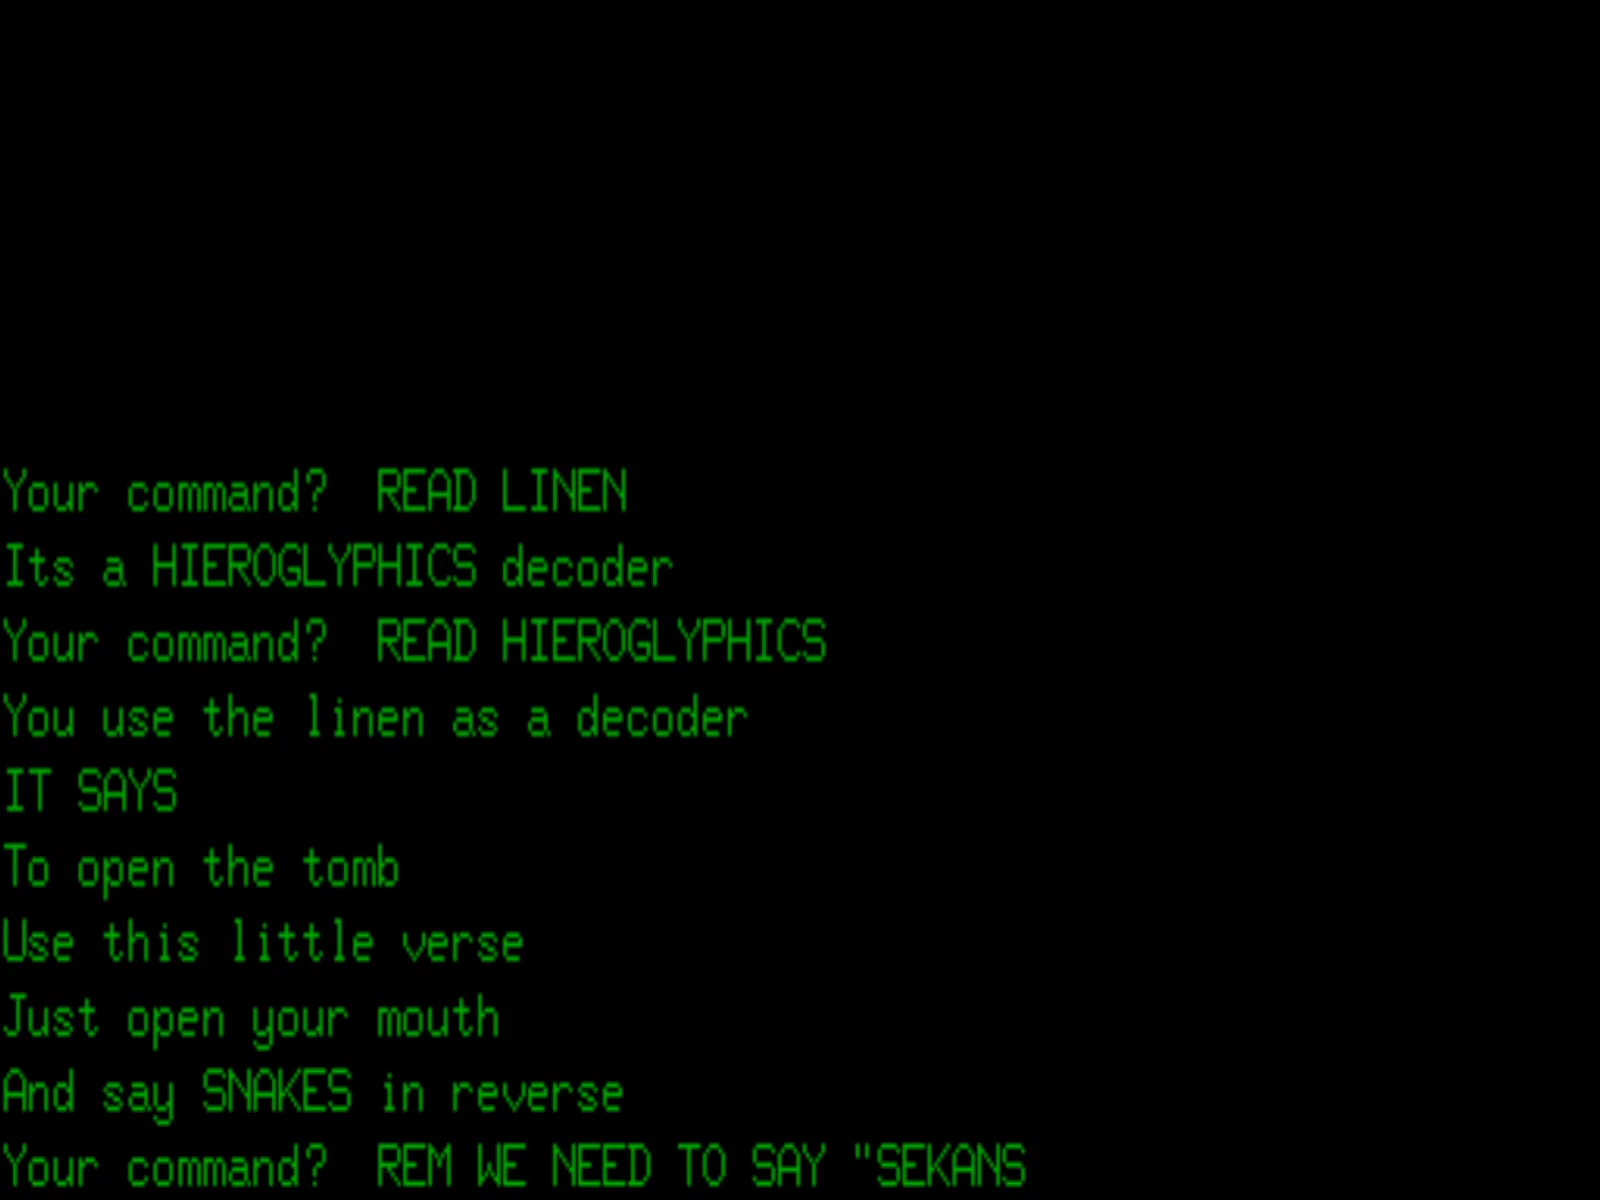 Your command?  READ LINEN
Its a HIEROGLYPHICS decoder
Your command?  READ HIEROGLYPHICS
You use the linen as a decoder
IT SAYS
To open the tomb
Use this little verse
Just open your mouth
And say SNAKES in reverse
Your command?  REM WE NEED TO SAY "SEKANS